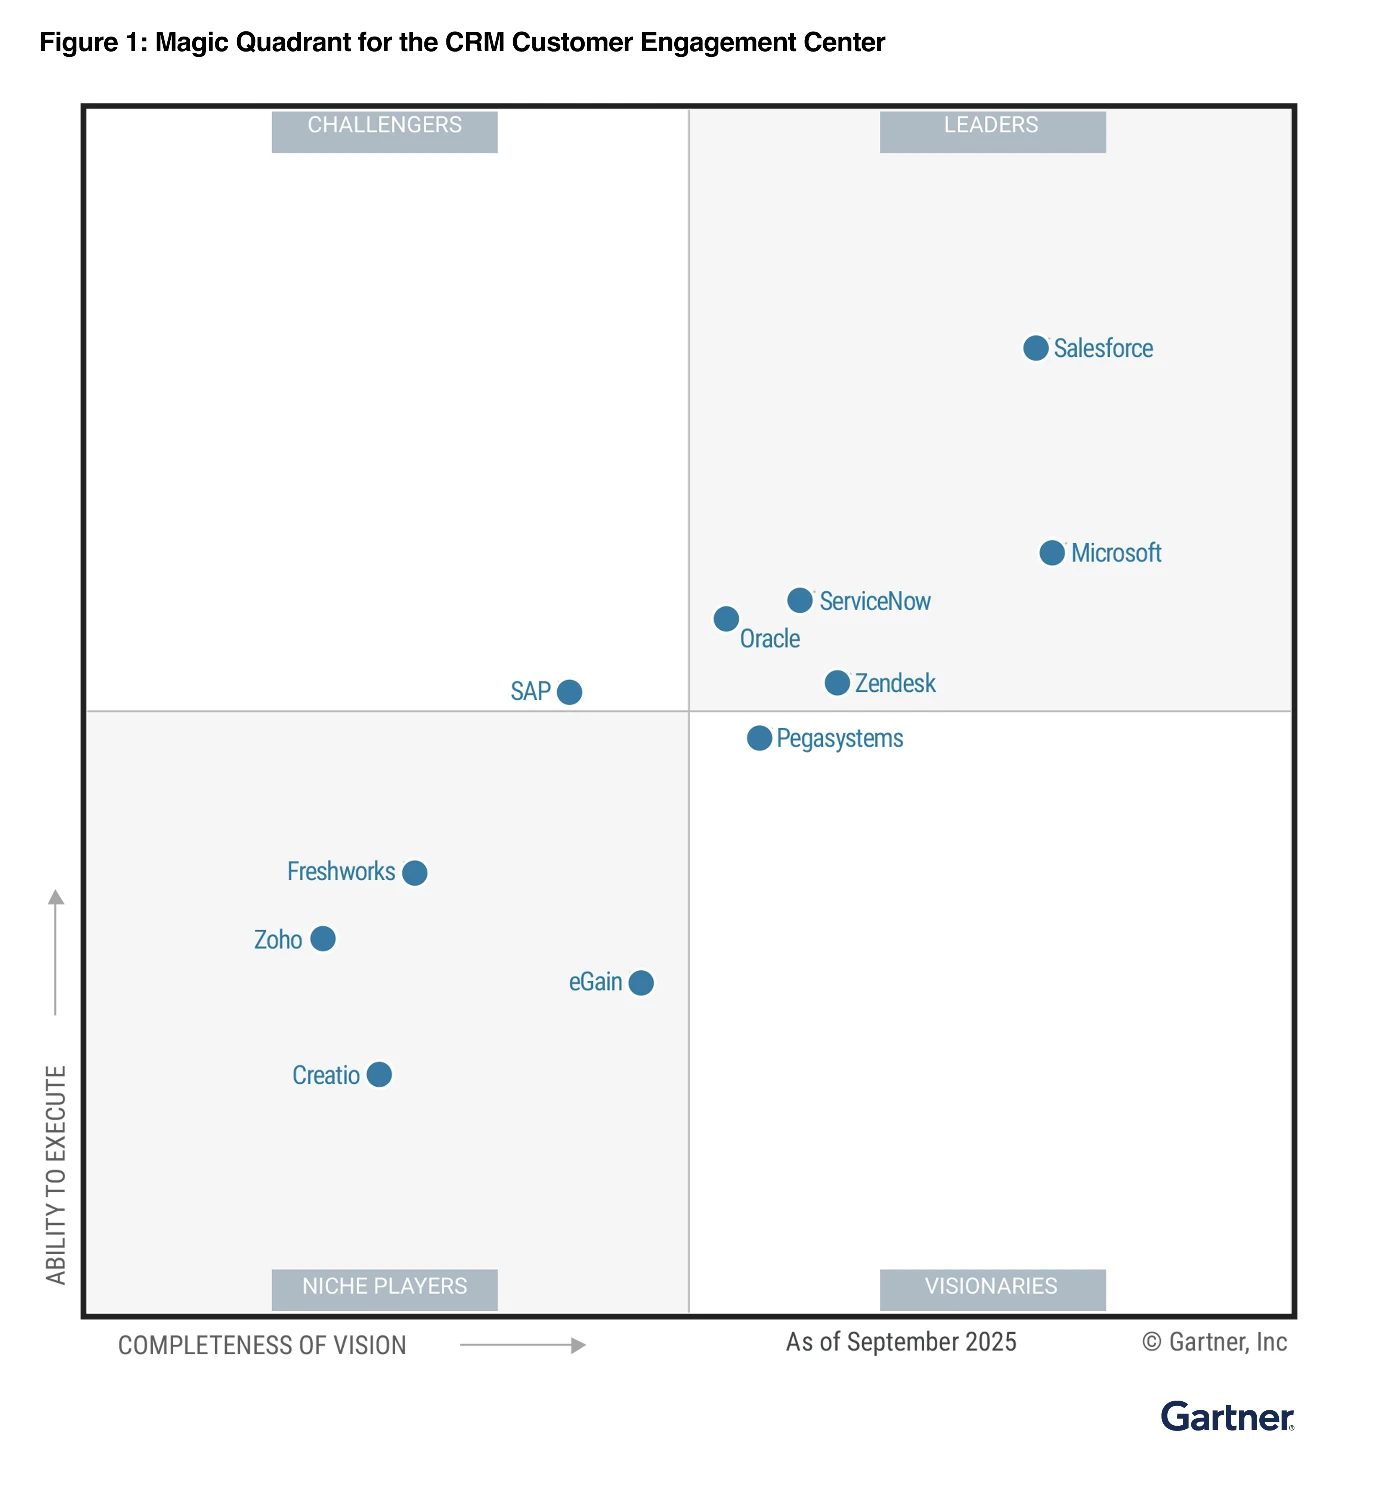 Figure 1: Magic Quadrant for the CRM Customer Engagement Center
CHALLENGERS
LEADERS
Salesforce
Microsoft
ServiceNow
Oracle
Zendesk
SAP
Pegasystems
Freshworks
Zoho
eGain
Creatio
ABILITY TO EXECUTE
NICHE PLAYERS
VISIONARIES
COMPLETENESS OF VISION
As of September 2025
© Gartner, Inc
Gartner®